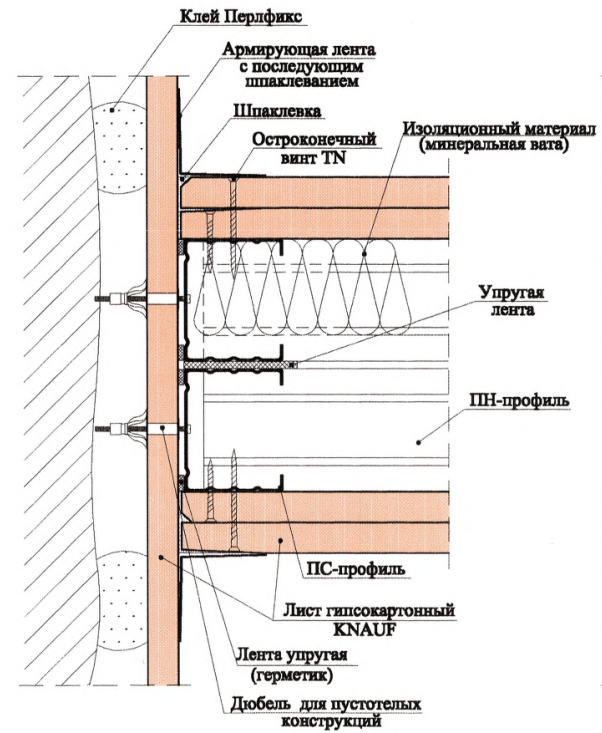 Клей Перлфикс
Армирующая лента
с последующим
шпаклеванием
Шпаклевка
Остроконечный
винт TN
Изоляционный материал
(минеральная вата)
Упругая
лента
ПН-профиль
ПС-профиль
Лист гипсокартонный
KNAUF
Лента упругая
(герметик)
Дюбель для пустотелых
конструкций